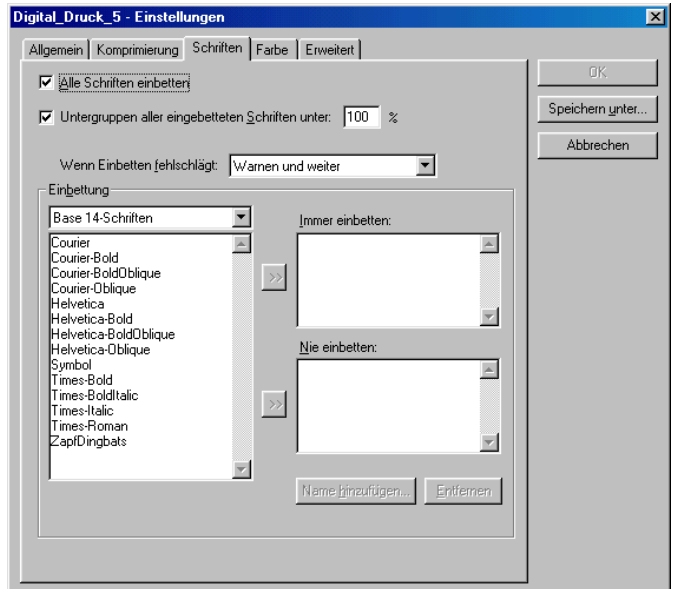 Digital_Druck_5 - Einstellungen
Allgemein
Komprimierung
Schriften
Farbe
Erweitert
Alle Schriften einbetten
Untergruppen aller eingebetteten Schriften unter: 100 %
Wenn Einbetten fehlschlägt: Warnen und weiter
Einbettung
Base 14-Schriften
Courier
Courier-Bold
Courier-BoldOblique
Courier-Oblique
Helvetica
Helvetica-Bold
Helvetica-BoldOblique
Helvetica-Oblique
Symbol
Times-Bold
Times-BoldItalic
Times-Italic
Times-Roman
ZapfDingbats
>>
>>
Immer einbetten:
Nie einbetten:
Name hinzufügen...
Entfernen
OK
Speichern unter...
Abbrechen